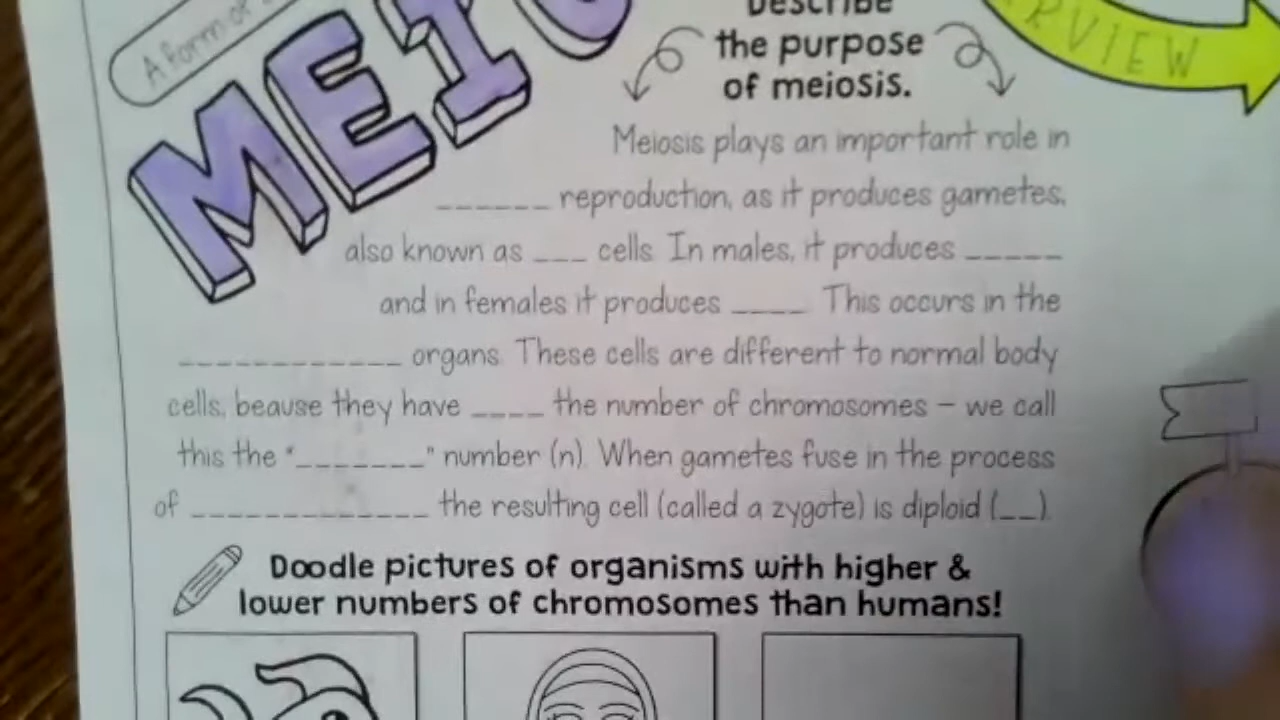 A form of
MEIO
Describe
the purpose
of meiosis.
RVIEW
Meiosis plays an important role in
______ reproduction, as it produces gametes,
also known as ___ cells. In males, it produces _____
and in females it produces ____. This occurs in the
____________ organs. These cells are different to normal body
cells, beause they have ____ the number of chromosomes – we call
this the "_______" number (n). When gametes fuse in the process
of _____________ the resulting cell (called a zygote) is diploid (__).
Doodle pictures of organisms with higher &
lower numbers of chromosomes than humans!